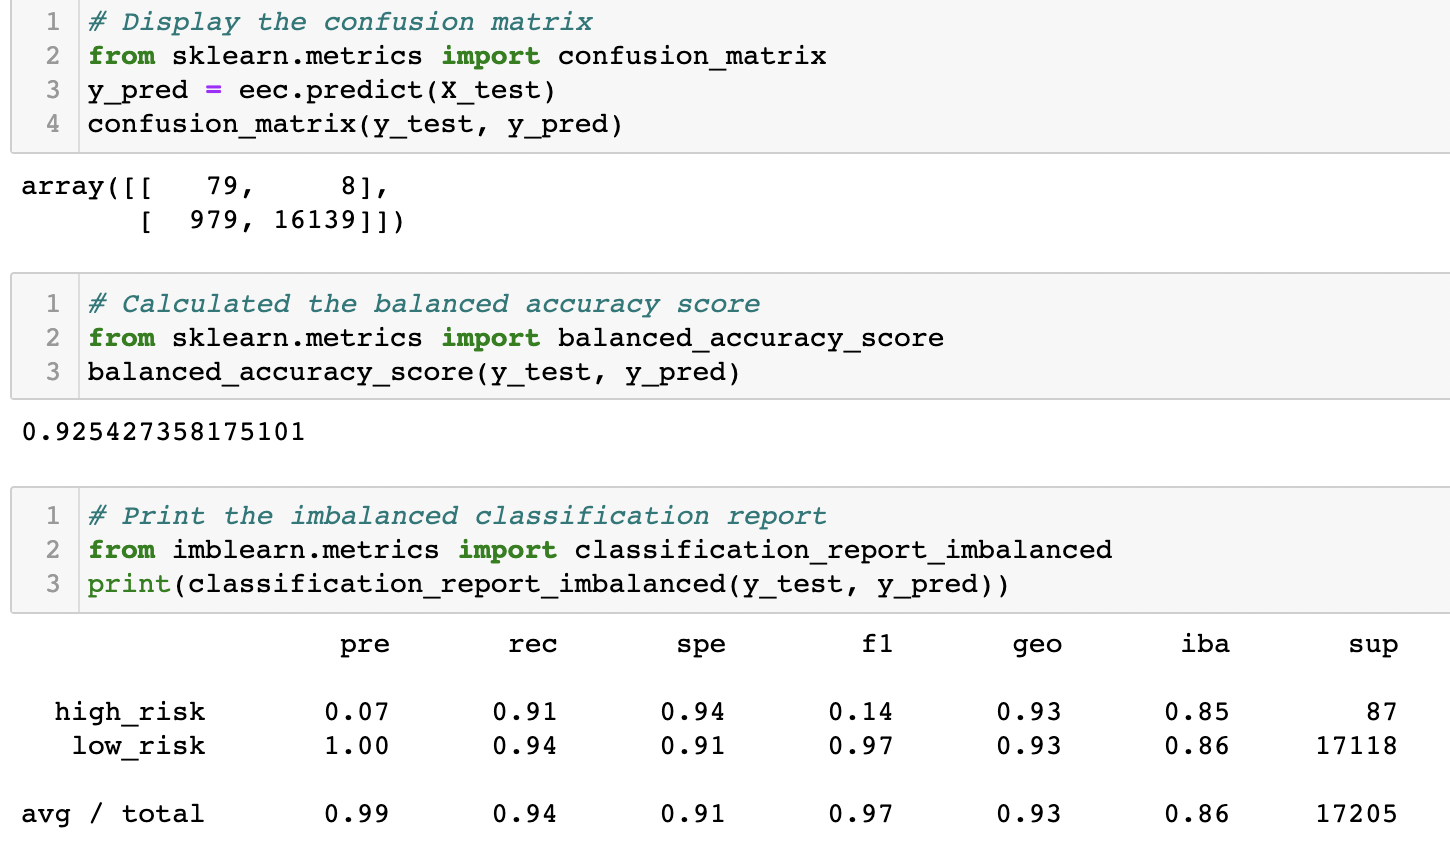 1 # Display the confusion matrix
2 from sklearn.metrics import confusion_matrix
3 y_pred = eec.predict(X_test)
4 confusion_matrix(y_test, y_pred)
array([[   79,     8],
       [  979, 16139]])
1 # Calculated the balanced accuracy score
2 from sklearn.metrics import balanced_accuracy_score
3 balanced_accuracy_score(y_test, y_pred)
0.925427358175101
1 # Print the imbalanced classification report
2 from imblearn.metrics import classification_report_imbalanced
3 print(classification_report_imbalanced(y_test, y_pred))
pre rec spe f1 geo iba sup
high_risk 0.07 0.91 0.94 0.14 0.93 0.85 87
low_risk 1.00 0.94 0.91 0.97 0.93 0.86 17118
avg / total 0.99 0.94 0.91 0.97 0.93 0.86 17205